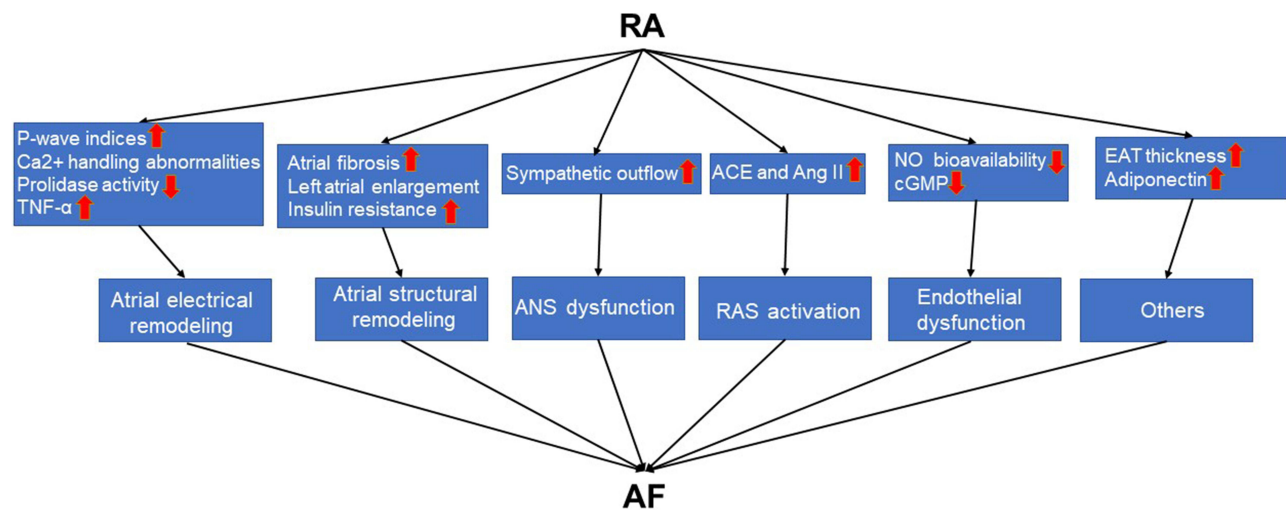 RA
P-wave indices
Ca2+ handling abnormalities
Prolidase activity
TNF-α
Atrial fibrosis
Left atrial enlargement
Insulin resistance
Sympathetic outflow
ACE and Ang II
NO bioavailability
cGMP
EAT thickness
Adiponectin
Atrial electrical
remodeling
Atrial structural
remodeling
ANS dysfunction
RAS activation
Endothelial
dysfunction
Others
AF